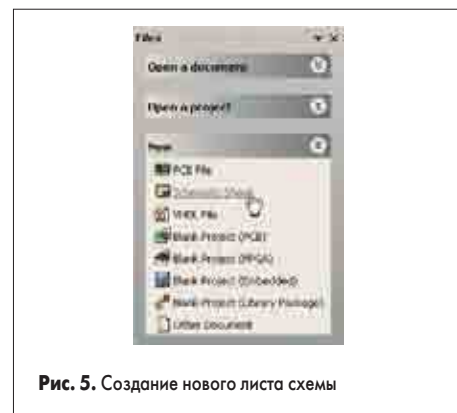 Files
Open a document
Open a project
New
PCB File
Schematic Sheet
VHDL File
Blank Project (PCB)
Blank Project (FPGA)
Blank Project (Embedded)
Blank Project (Library Package)
Other Document
Рис. 5. Создание нового листа схемы